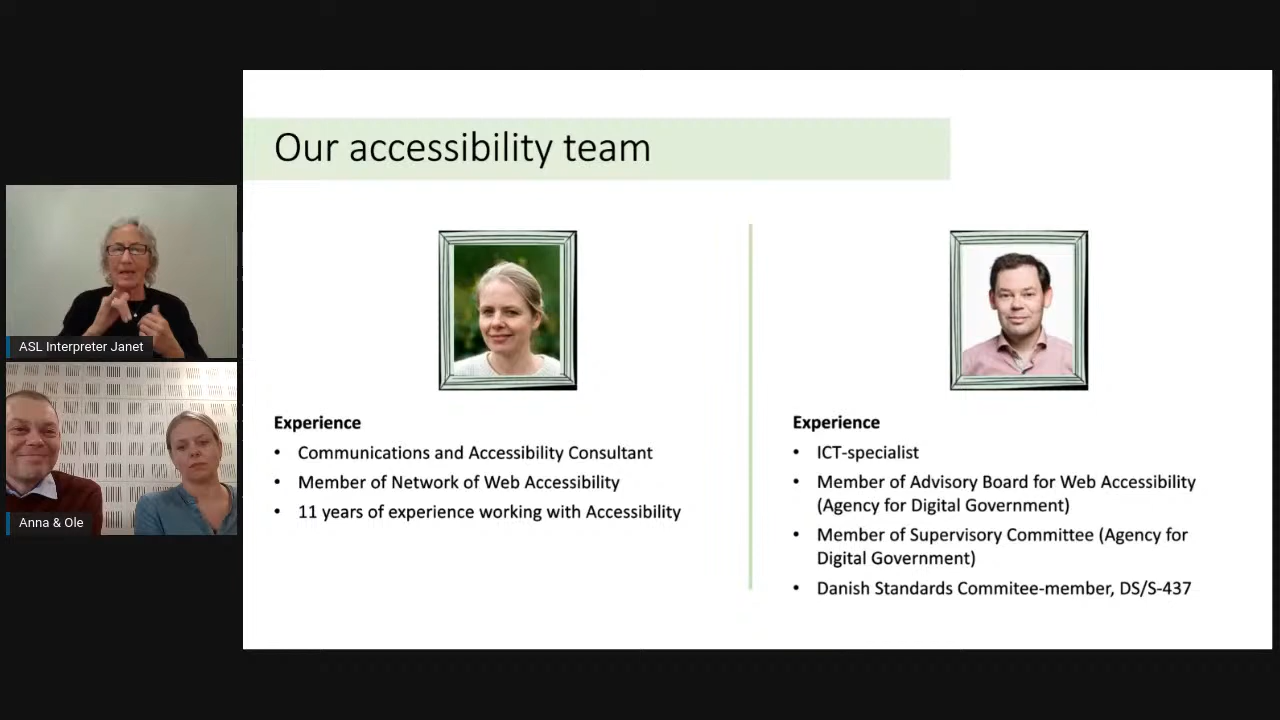 Our accessibility team
ASL Interpreter Janet
Anna & Ole
Experience
• Communications and Accessibility Consultant
• Member of Network of Web Accessibility
• 11 years of experience working with Accessibility
Experience
• ICT-specialist
• Member of Advisory Board for Web Accessibility
(Agency for Digital Government)
• Member of Supervisory Committee (Agency for
Digital Government)
• Danish Standards Commitee-member, DS/S-437